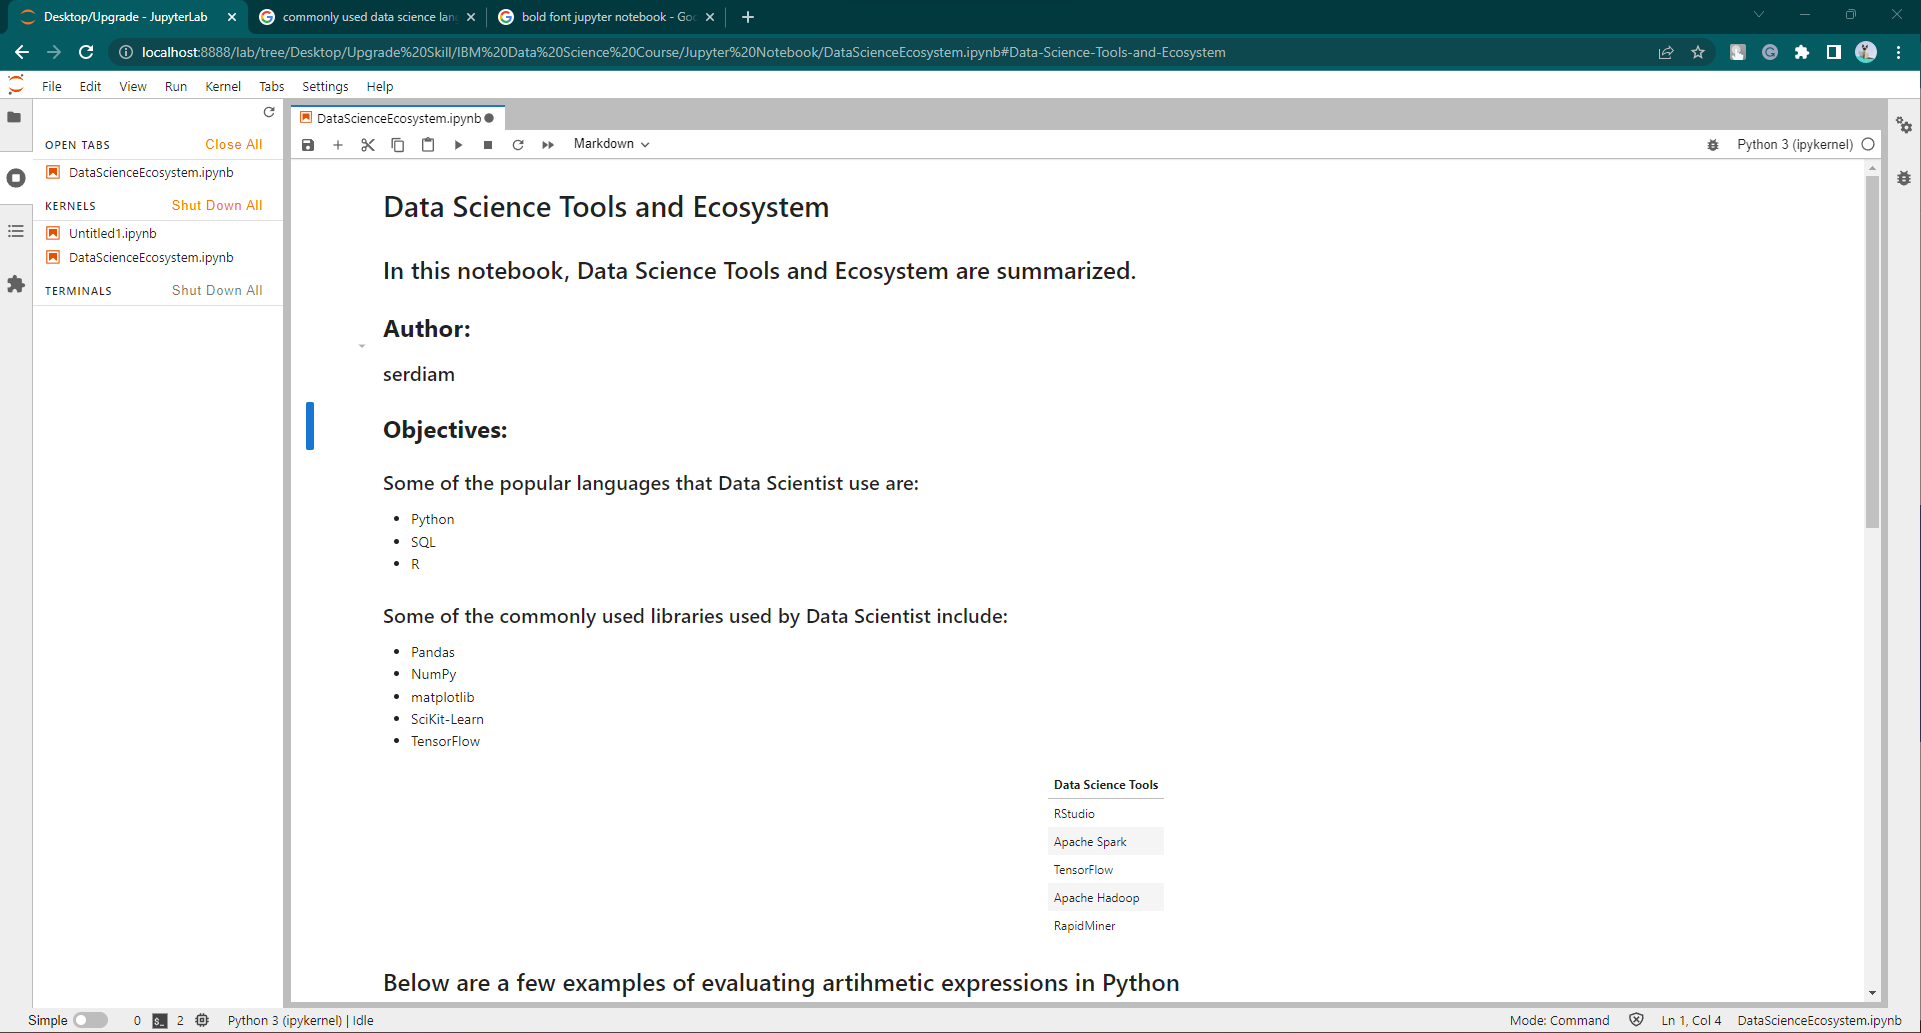 Desktop/Upgrade - JupyterLab
commonly used data science lan
bold font jupyter notebook - Goo
localhost:8888/lab/tree/Desktop/Upgrade%20Skill/IBM%20Data%20Science%20Course/Jupyter%20Notebook/DataScienceEcosystem.ipynb#Data-Science-Tools-and-Ecosystem
File Edit View Run Kernel Tabs Settings Help
OPEN TABS Close All
DataScienceEcosystem.ipynb
KERNELS Shut Down All
Untitled1.ipynb
DataScienceEcosystem.ipynb
TERMINALS Shut Down All
DataScienceEcosystem.ipynb
Markdown
Python 3 (ipykernel)
Data Science Tools and Ecosystem
In this notebook, Data Science Tools and Ecosystem are summarized.
Author:
serdiam
Objectives:
Some of the popular languages that Data Scientist use are:
Python
SQL
R
Some of the commonly used libraries used by Data Scientist include:
Pandas
NumPy
matplotlib
SciKit-Learn
TensorFlow
Data Science Tools
RStudio
Apache Spark
TensorFlow
Apache Hadoop
RapidMiner
Below are a few examples of evaluating artihmetic expressions in Python
Simple 0 2 Python 3 (ipykernel) | Idle Mode: Command Ln 1, Col 4 DataScienceEcosystem.ipynb